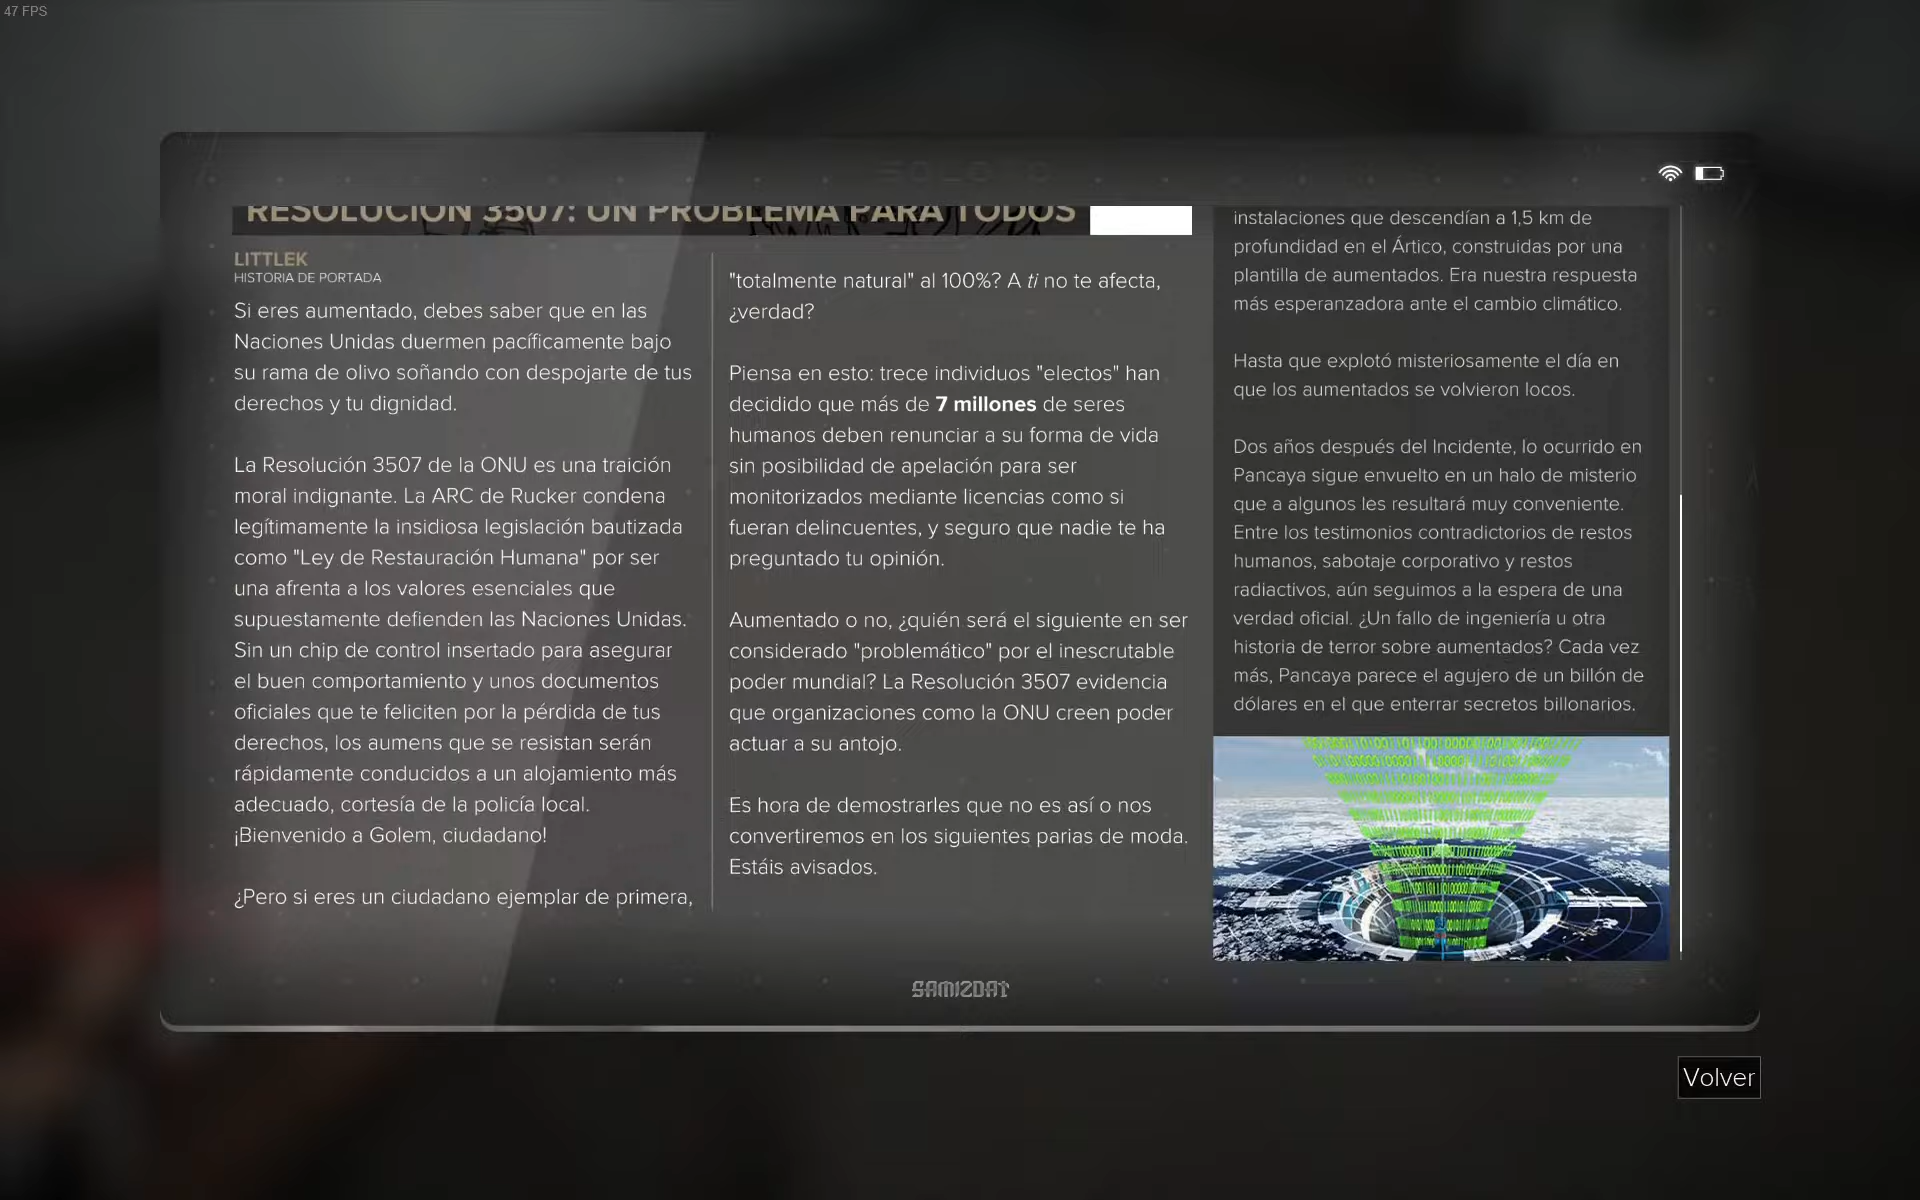 47 FPS
RESOLUCIÓN 3507: UN PROBLEMA PARA TODOS
LITTLEK
HISTORIA DE PORTADA
Si eres aumentado, debes saber que en las
Naciones Unidas duermen pacíficamente bajo
su rama de olivo soñando con despojarte de tus
derechos y tu dignidad.
La Resolución 3507 de la ONU es una traición
moral indignante. La ARC de Rucker condena
legítimamente la insidiosa legislación bautizada
como "Ley de Restauración Humana" por ser
una afrenta a los valores esenciales que
supuestamente defienden las Naciones Unidas.
Sin un chip de control insertado para asegurar
el buen comportamiento y unos documentos
oficiales que te feliciten por la pérdida de tus
derechos, los aumens que se resistan serán
rápidamente conducidos a un alojamiento más
adecuado, cortesía de la policía local.
¡Bienvenido a Golem, ciudadano!
¿Pero si eres un ciudadano ejemplar de primera,
"totalmente natural" al 100%? A ti no te afecta,
¿verdad?
Piensa en esto: trece individuos "electos" han
decidido que más de 7 millones de seres
humanos deben renunciar a su forma de vida
sin posibilidad de apelación para ser
monitorizados mediante licencias como si
fueran delincuentes, y seguro que nadie te ha
preguntado tu opinión.
Aumentado o no, ¿quién será el siguiente en ser
considerado "problemático" por el inescrutable
poder mundial? La Resolución 3507 evidencia
que organizaciones como la ONU creen poder
actuar a su antojo.
Es hora de demostrarles que no es así o nos
convertiremos en los siguientes parias de moda.
Estáis avisados.
instalaciones que descendían a 1,5 km de
profundidad en el Ártico, construidas por una
plantilla de aumentados. Era nuestra respuesta
más esperanzadora ante el cambio climático.
Hasta que explotó misteriosamente el día en
que los aumentados se volvieron locos.
Dos años después del Incidente, lo ocurrido en
Pancaya sigue envuelto en un halo de misterio
que a algunos les resultará muy conveniente.
Entre los testimonios contradictorios de restos
humanos, sabotaje corporativo y restos
radiactivos, aún seguimos a la espera de una
verdad oficial. ¿Un fallo de ingeniería u otra
historia de terror sobre aumentados? Cada vez
más, Pancaya parece el agujero de un billón de
dólares en el que enterrar secretos billonarios.
SAMIZDAT
Volver